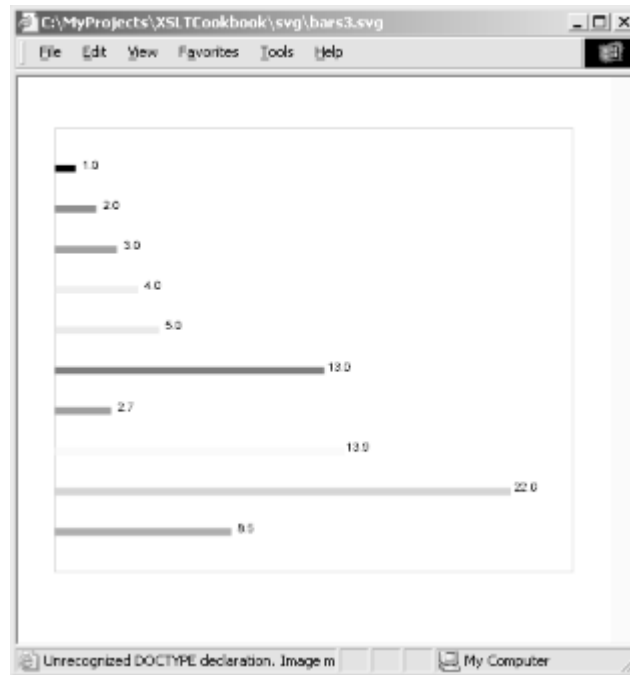 C:\MyProjects\XSLTCookbook\svg\bars3.svg
File Edit View Favorites Tools Help
1.0
2.0
3.0
4.0
5.0
13.0
2.7
13.9
22.0
8.5
Unrecognized DOCTYPE declaration. Image m
My Computer